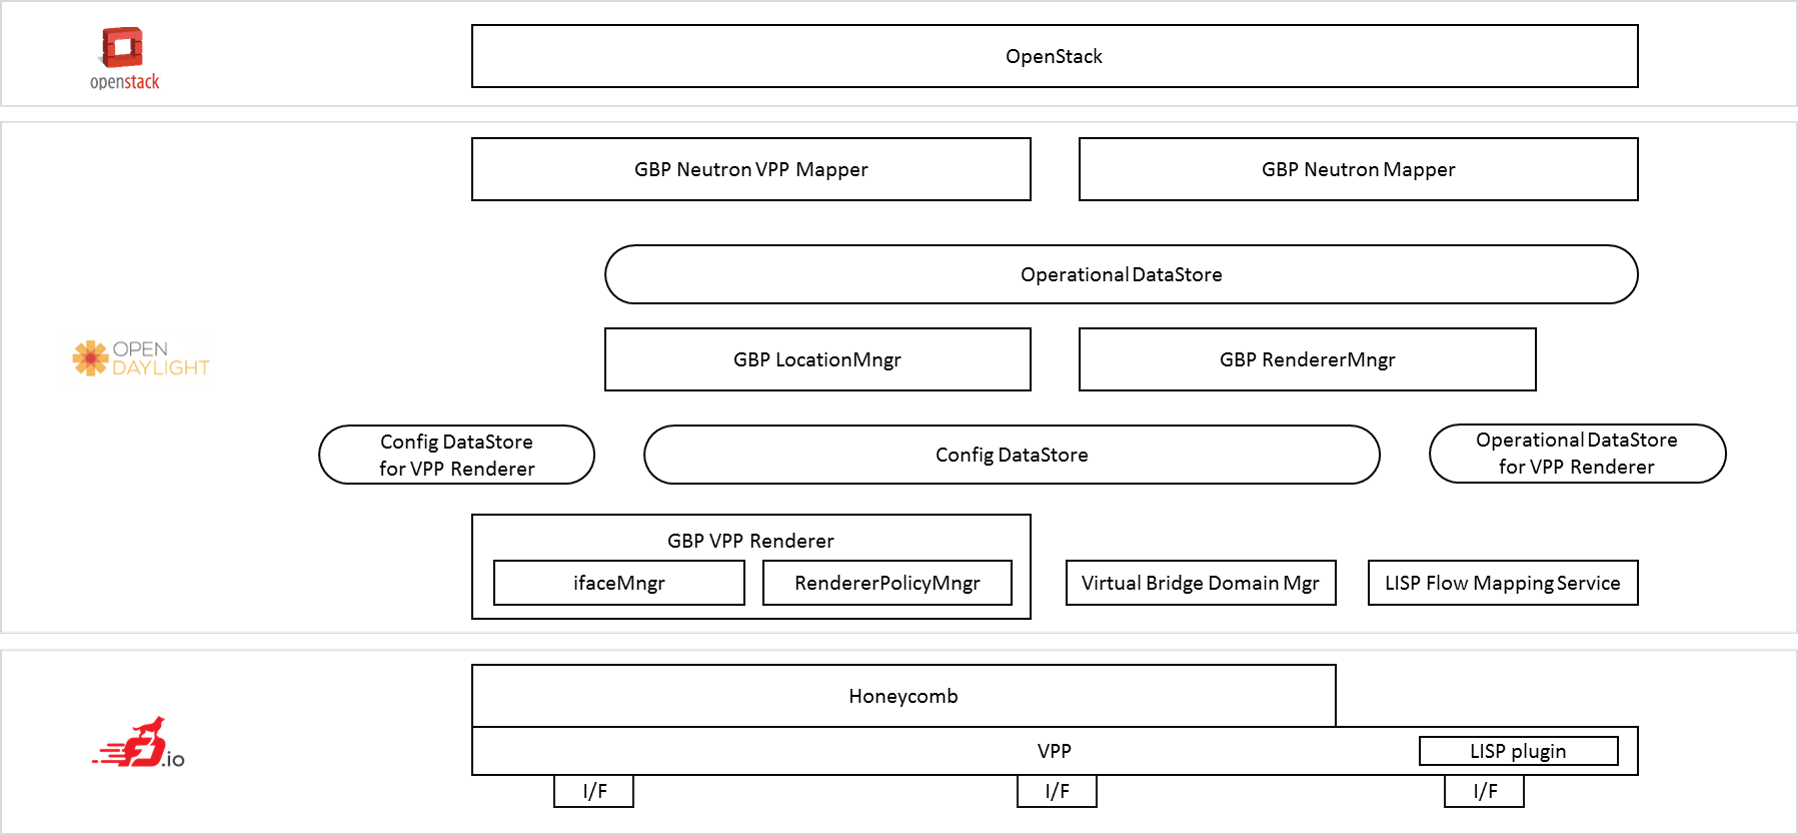 openstack
OpenStack
GBP Neutron VPP Mapper
GBP Neutron Mapper
Operational DataStore
OPEN
DAYLIGHT
GBP LocationMngr
GBP RendererMngr
Config DataStore
for VPP Renderer
Config DataStore
Operational DataStore
for VPP Renderer
GBP VPP Renderer
ifaceMngr
RendererPolicyMngr
Virtual Bridge Domain Mgr
LISP Flow Mapping Service
Honeycomb
FD.io
VPP
LISP plugin
I/F
I/F
I/F